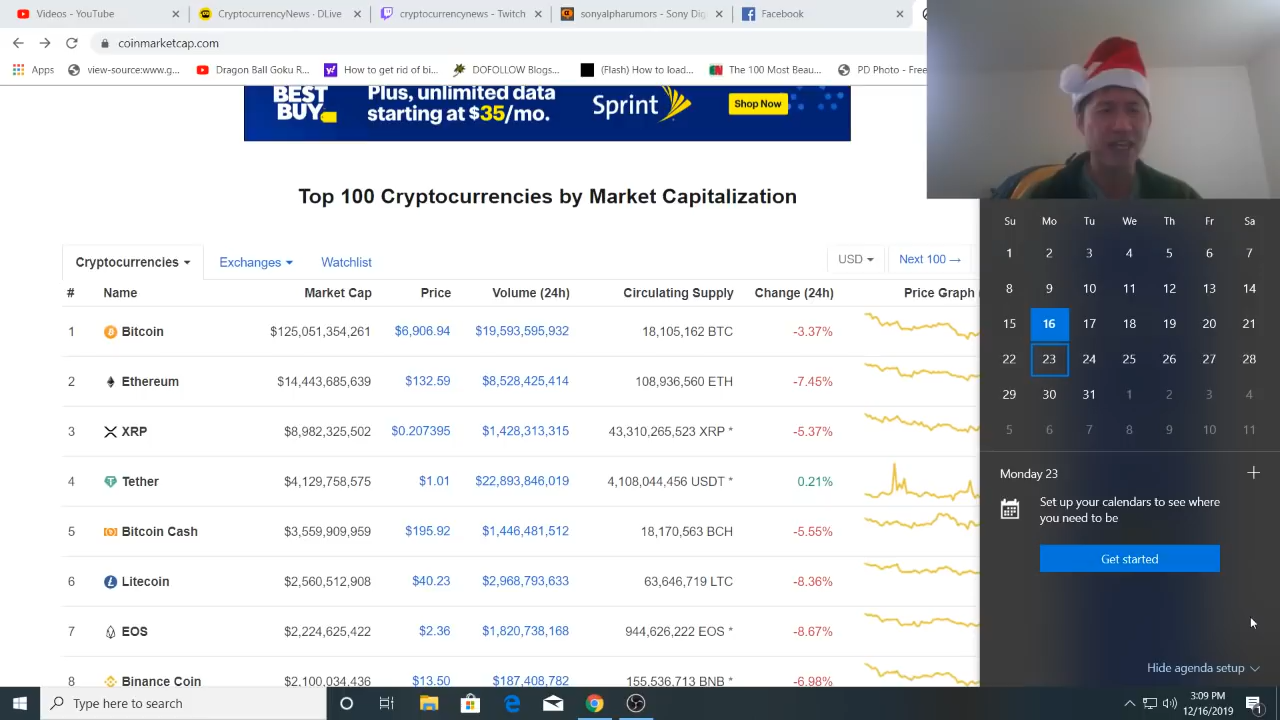 Videos - YouTube × CryptocurrencyNews - DLive × cryptocurrencynews - Twitch × sonyalpharumors - Sony Digi × Facebook ×
coinmarketcap.com
Apps view-source:www.g... Dragon Ball Goku R... How to get rid of bi... DOFOLLOW Blogs... (Flash) How to load... The 100 Most Beau... PD Photo - Free
BEST BUY
Plus, unlimited data
starting at $35/mo.
Sprint
Shop Now
Top 100 Cryptocurrencies by Market Capitalization
Cryptocurrencies Exchanges Watchlist USD Next 100 →
# Name Market Cap Price Volume (24h) Circulating Supply Change (24h) Price Graph (
1 Bitcoin $125,051,354,261 $6,906.94 $19,593,595,932 18,105,162 BTC -3.37%
2 Ethereum $14,443,685,639 $132.59 $8,528,425,414 108,936,560 ETH -7.45%
3 XRP $8,982,325,502 $0.207395 $1,428,313,315 43,310,265,523 XRP * -5.37%
4 Tether $4,129,758,575 $1.01 $22,893,846,019 4,108,044,456 USDT * 0.21%
5 Bitcoin Cash $3,559,909,959 $195.92 $1,446,481,512 18,170,563 BCH -5.55%
6 Litecoin $2,560,512,908 $40.23 $2,968,793,633 63,646,719 LTC -8.36%
7 EOS $2,224,625,422 $2.36 $1,820,738,168 944,626,222 EOS * -8.67%
8 Binance Coin $2,100,034,436 $13.50 $187,408,782 155,536,713 BNB * -6.98%
Su Mo Tu We Th Fr Sa
1 2 3 4 5 6 7
8 9 10 11 12 13 14
15 16 17 18 19 20 21
22 23 24 25 26 27 28
29 30 31 1 2 3 4
5 6 7 8 9 10 11
Monday 23
Set up your calendars to see where
you need to be
Get started
Hide agenda setup
Type here to search
3:09 PM
12/16/2019
1